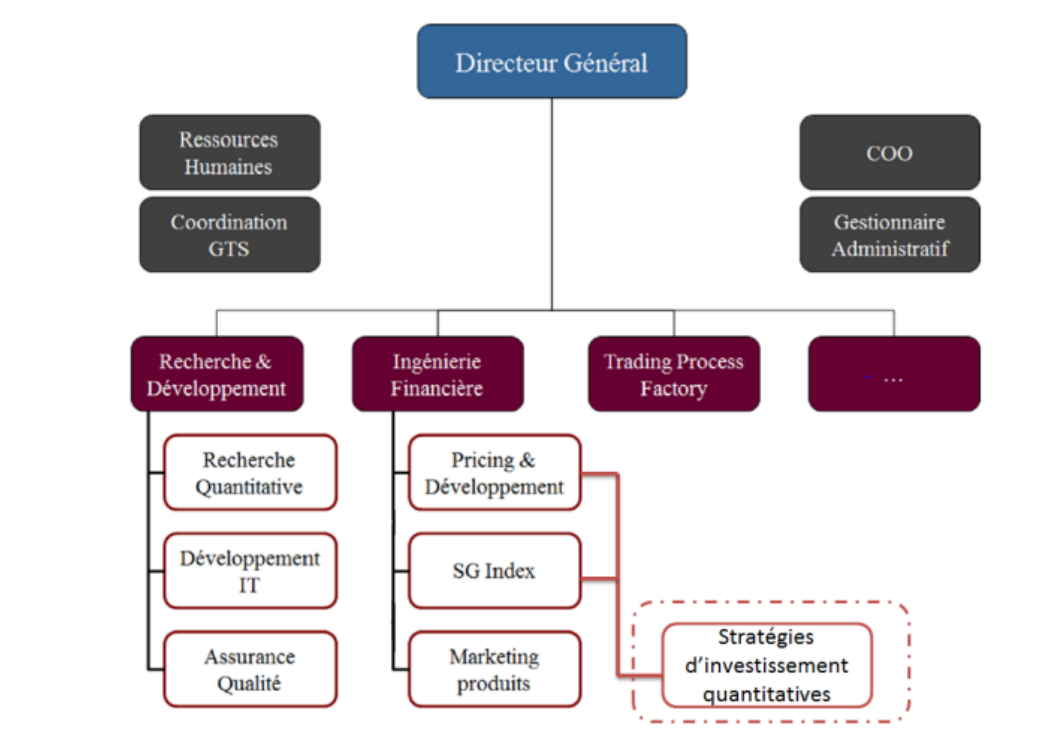 Directeur Général
Ressources
Humaines
COO
Coordination
GTS
Gestionnaire
Administratif
Recherche &
Développement
Ingénierie
Financière
Trading Process
Factory
...
Recherche
Quantitative
Pricing &
Développement
Développement
IT
SG Index
Assurance
Qualité
Marketing
produits
Stratégies
d’investissement
quantitatives